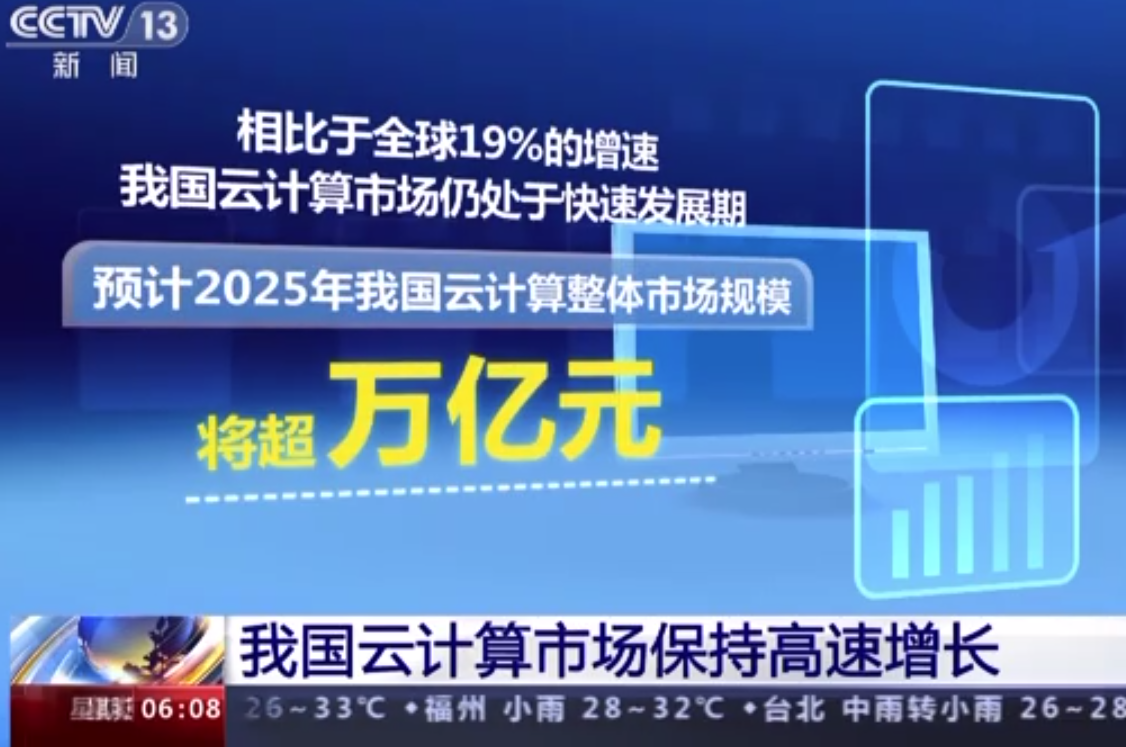 CCTV 13
新闻
相比于全球19%的增速
我国云计算市场仍处于快速发展期
预计2025年我国云计算整体市场规模
将超万亿元
我国云计算市场保持高速增长
06:08
26～33℃ 福州 小雨 28～32℃ 台北 中雨转小雨 26～28